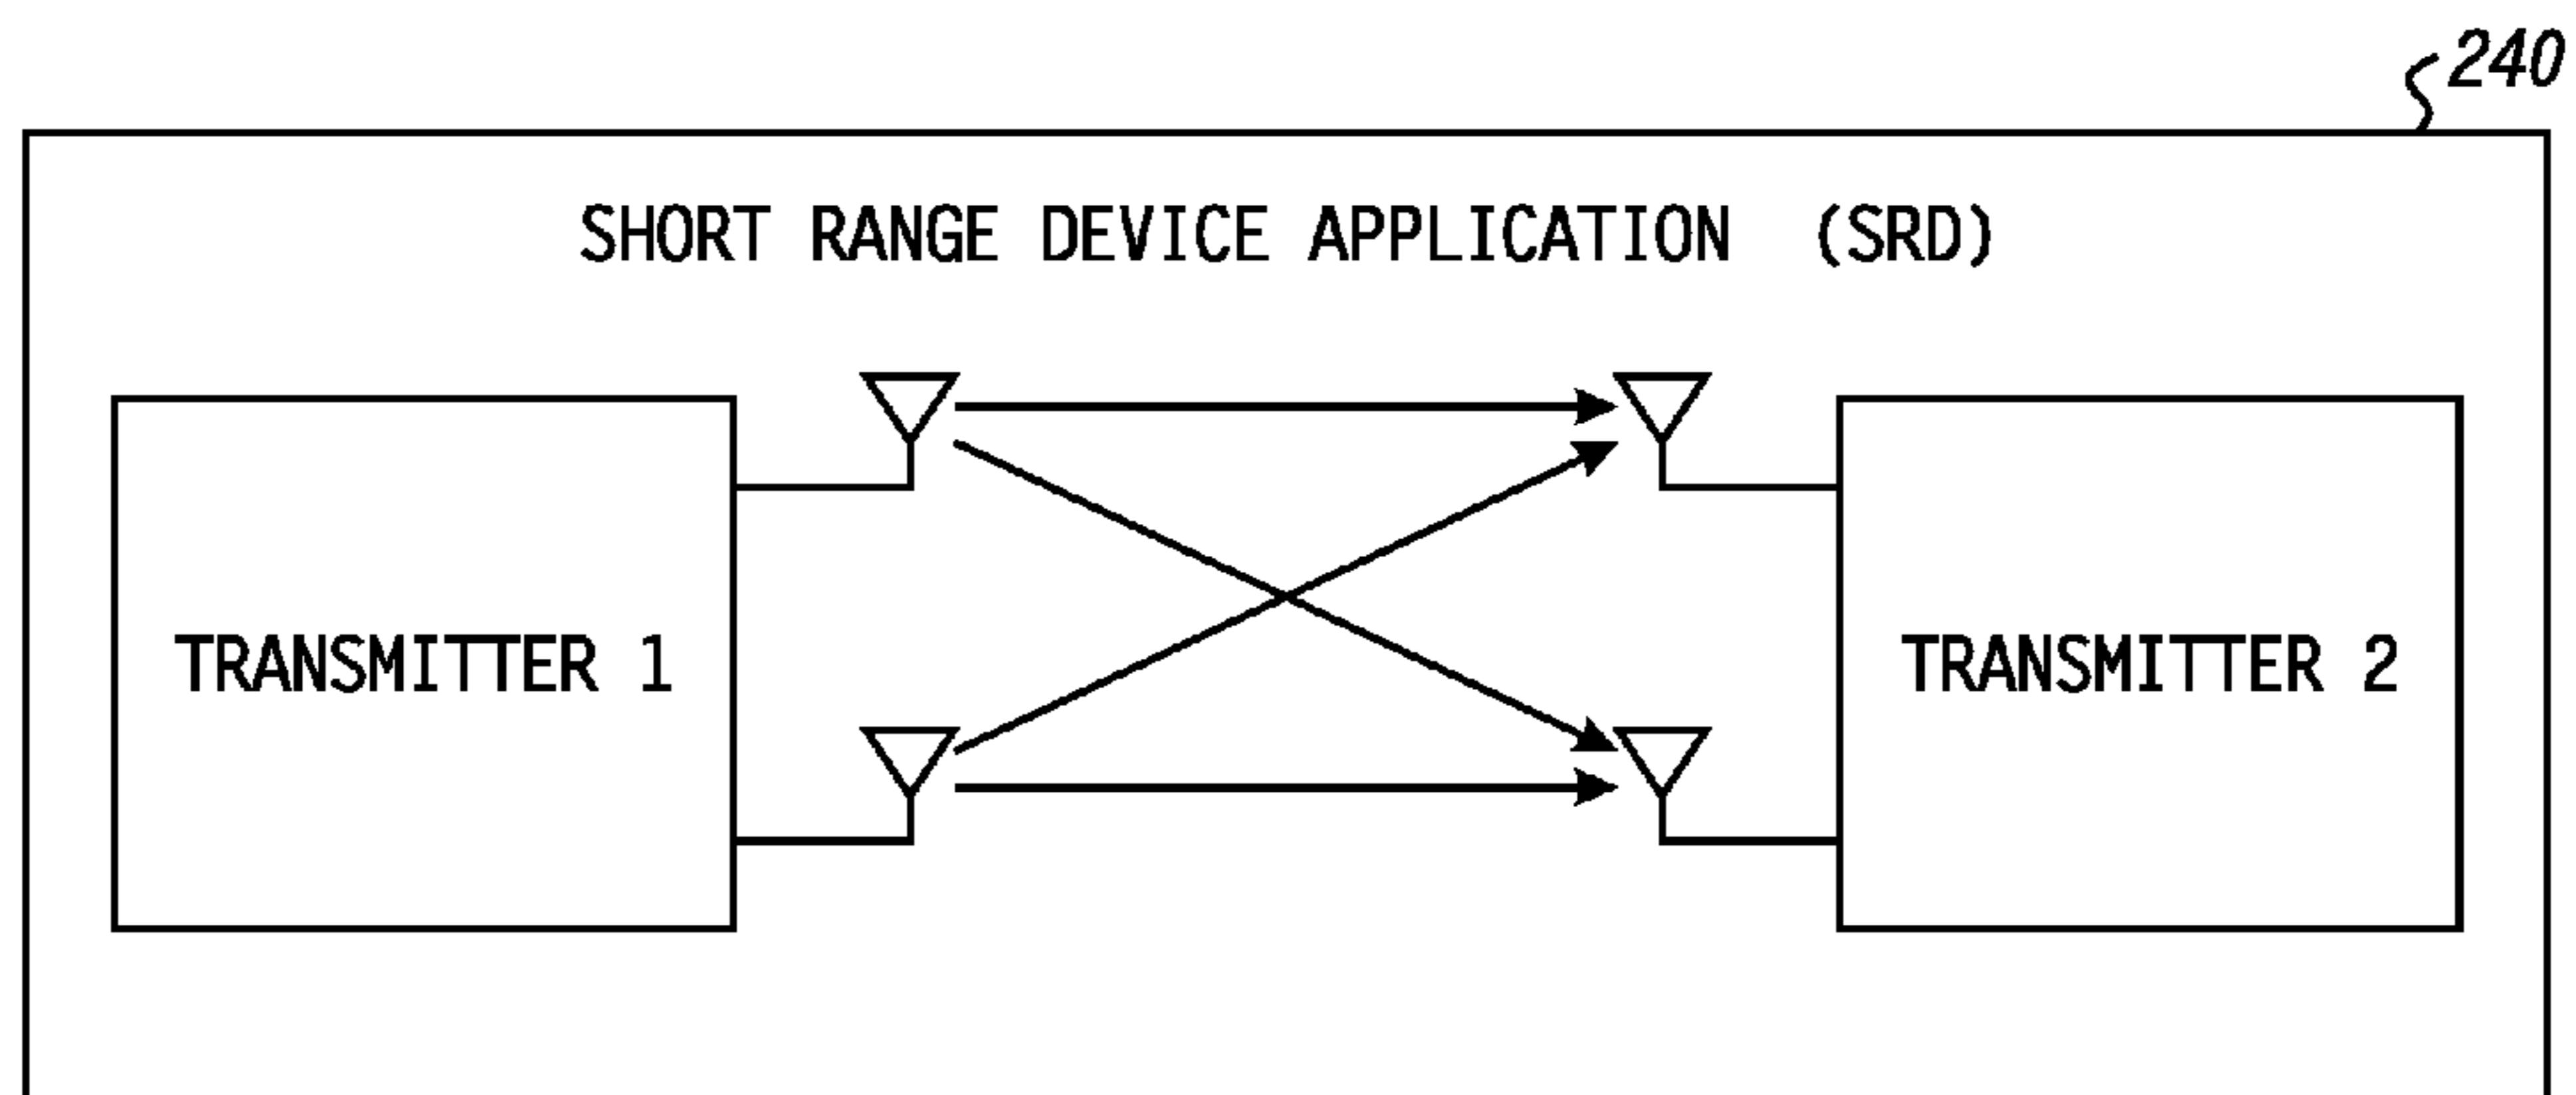 240
SHORT RANGE DEVICE APPLICATION (SRD)
TRANSMITTER 1
TRANSMITTER 2